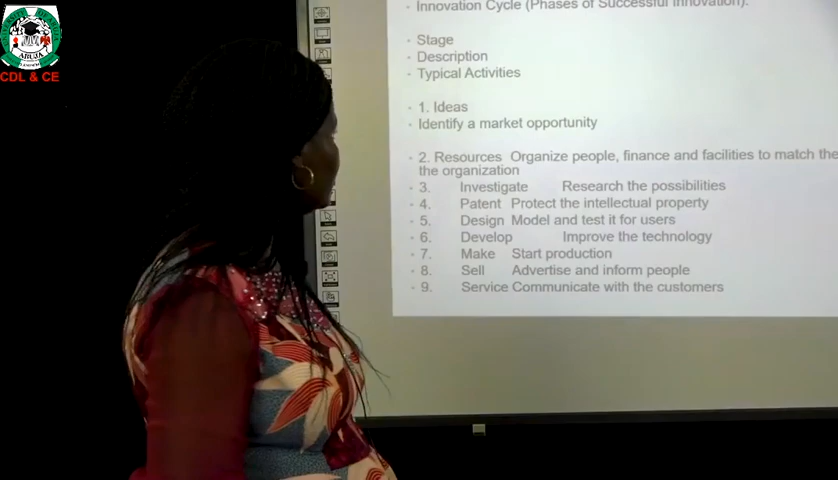 ABUJA
CDL & CE
Innovation Cycle (Phases of Successful Innovation).
Stage
Description
Typical Activities
1. Ideas
Identify a market opportunity
2. Resources Organize people, finance and facilities to match the
the organization
3. Investigate Research the possibilities
4. Patent Protect the intellectual property
5. Design Model and test it for users
6. Develop Improve the technology
7. Make Start production
8. Sell Advertise and inform people
9. Service Communicate with the customers